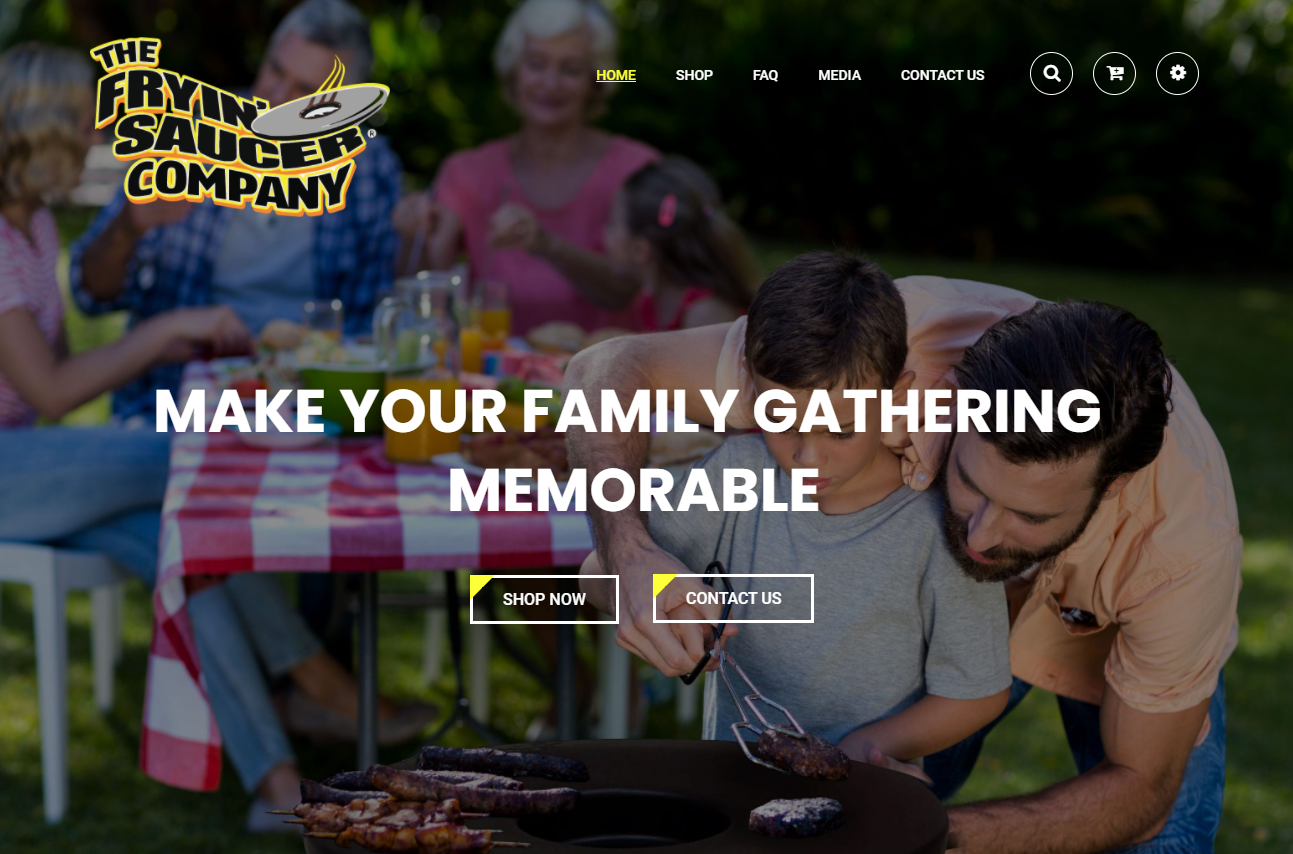 THE
FRYIN'
SAUCER®
COMPANY
HOME SHOP FAQ MEDIA CONTACT US
MAKE YOUR FAMILY GATHERING
MEMORABLE
SHOP NOW CONTACT US